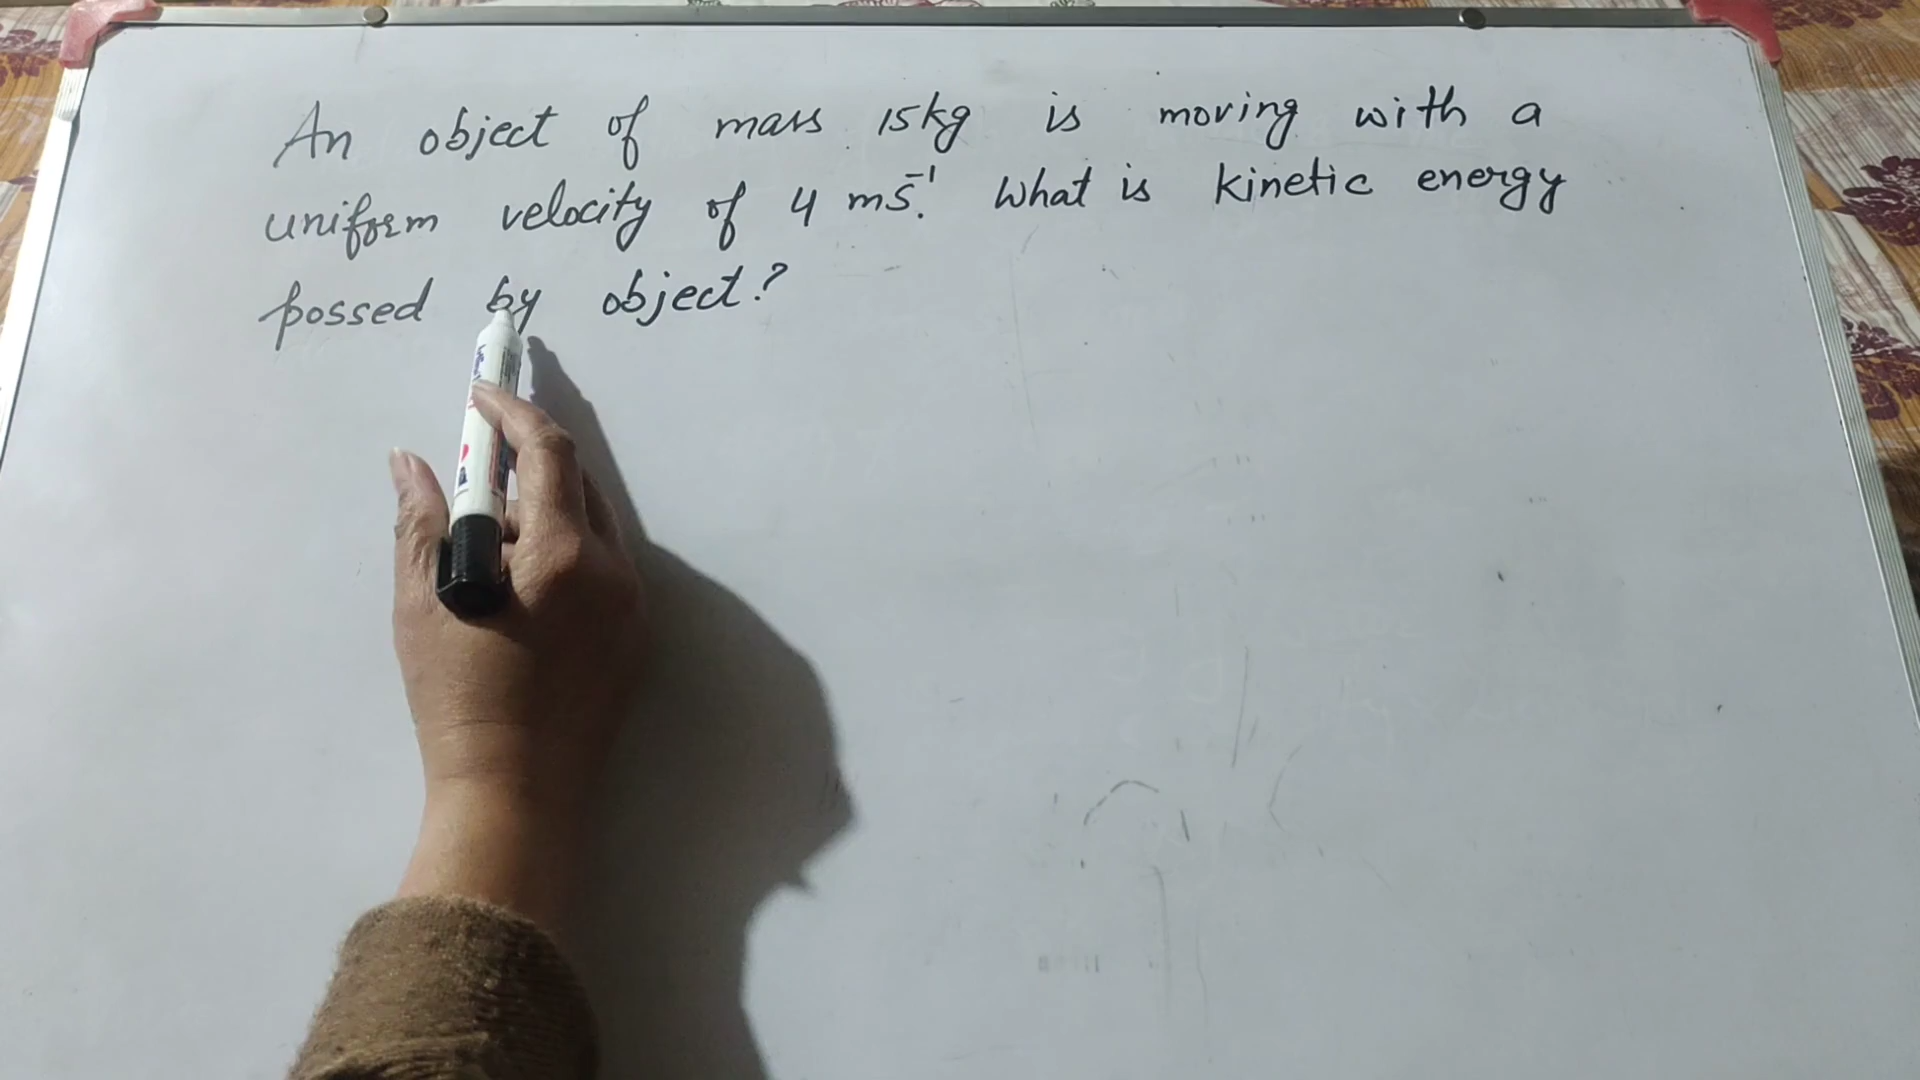 An object of mass 15kg is moving with a
uniform velocity of 4 ms⁻¹. What is kinetic energy
possed by object?